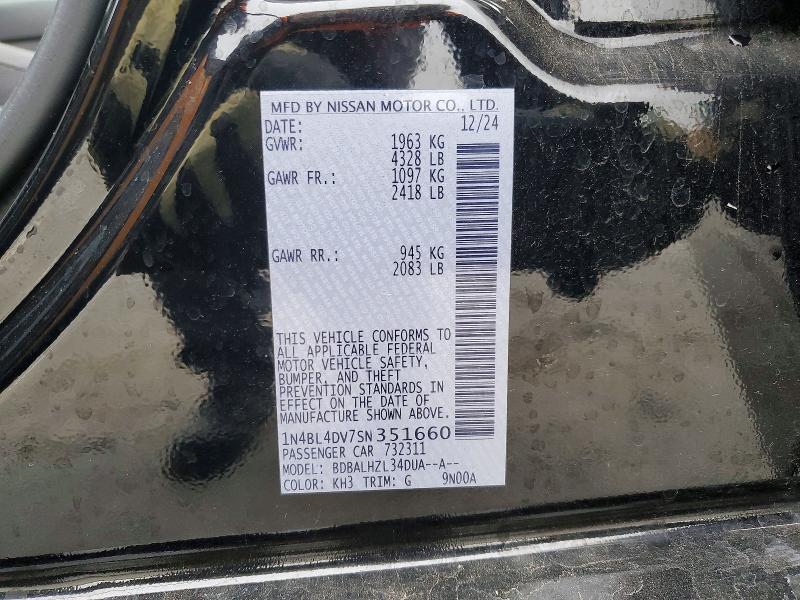 MFD BY NISSAN MOTOR CO., LTD.
DATE: 12/24
GVWR: 1963 KG
4328 LB
GAWR FR.: 1097 KG
2418 LB
GAWR RR.: 945 KG
2083 LB
THIS VEHICLE CONFORMS TO
ALL APPLICABLE FEDERAL
MOTOR VEHICLE SAFETY,
BUMPER, AND THEFT
PREVENTION STANDARDS IN
EFFECT ON THE DATE OF
MANUFACTURE SHOWN ABOVE.
1N4BL4DV7SN351660
PASSENGER CAR 732311
MODEL: BDBALHZL34DUA--A--
COLOR: KH3 TRIM: G 9N00A